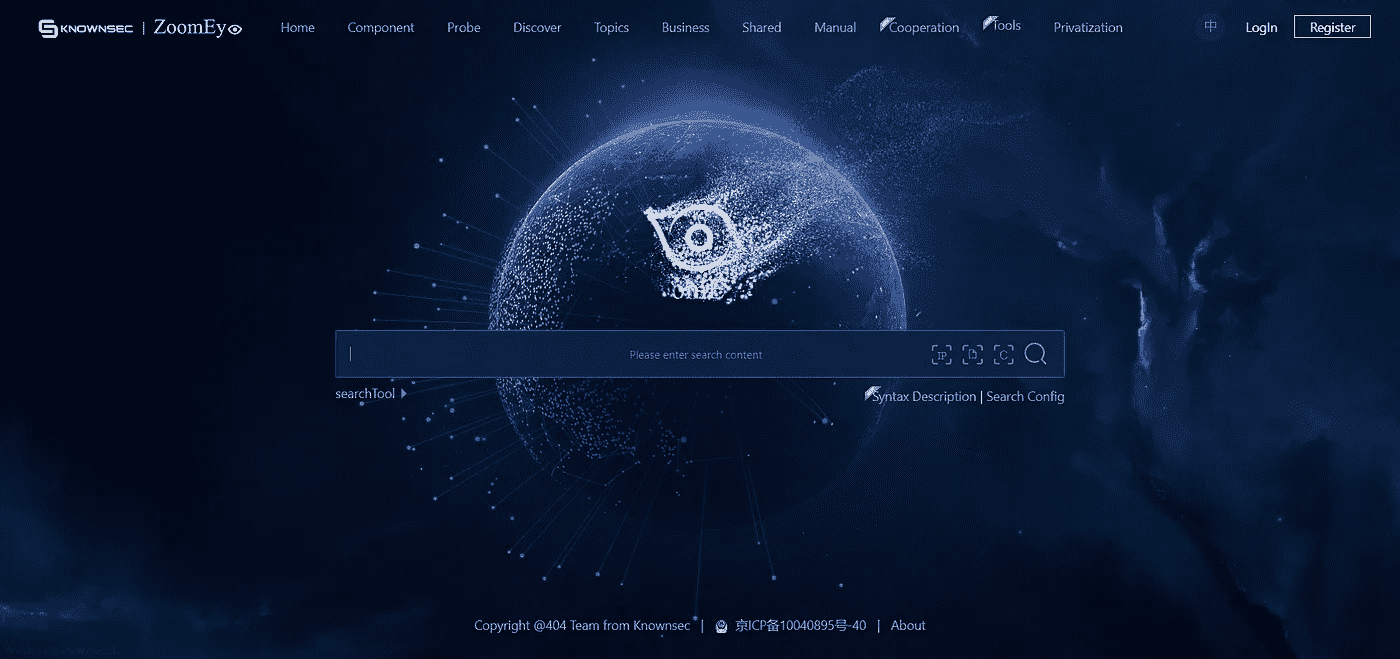 KNOWNSEC | ZoomEye Home Component Probe Discover Topics Business Shared Manual Cooperation Tools Privatization 中 LogIn Register
Please enter search content IP C
searchTool Syntax Description | Search Config
Copyright @404 Team from Knownsec | 京ICP备10040895号-40 | About